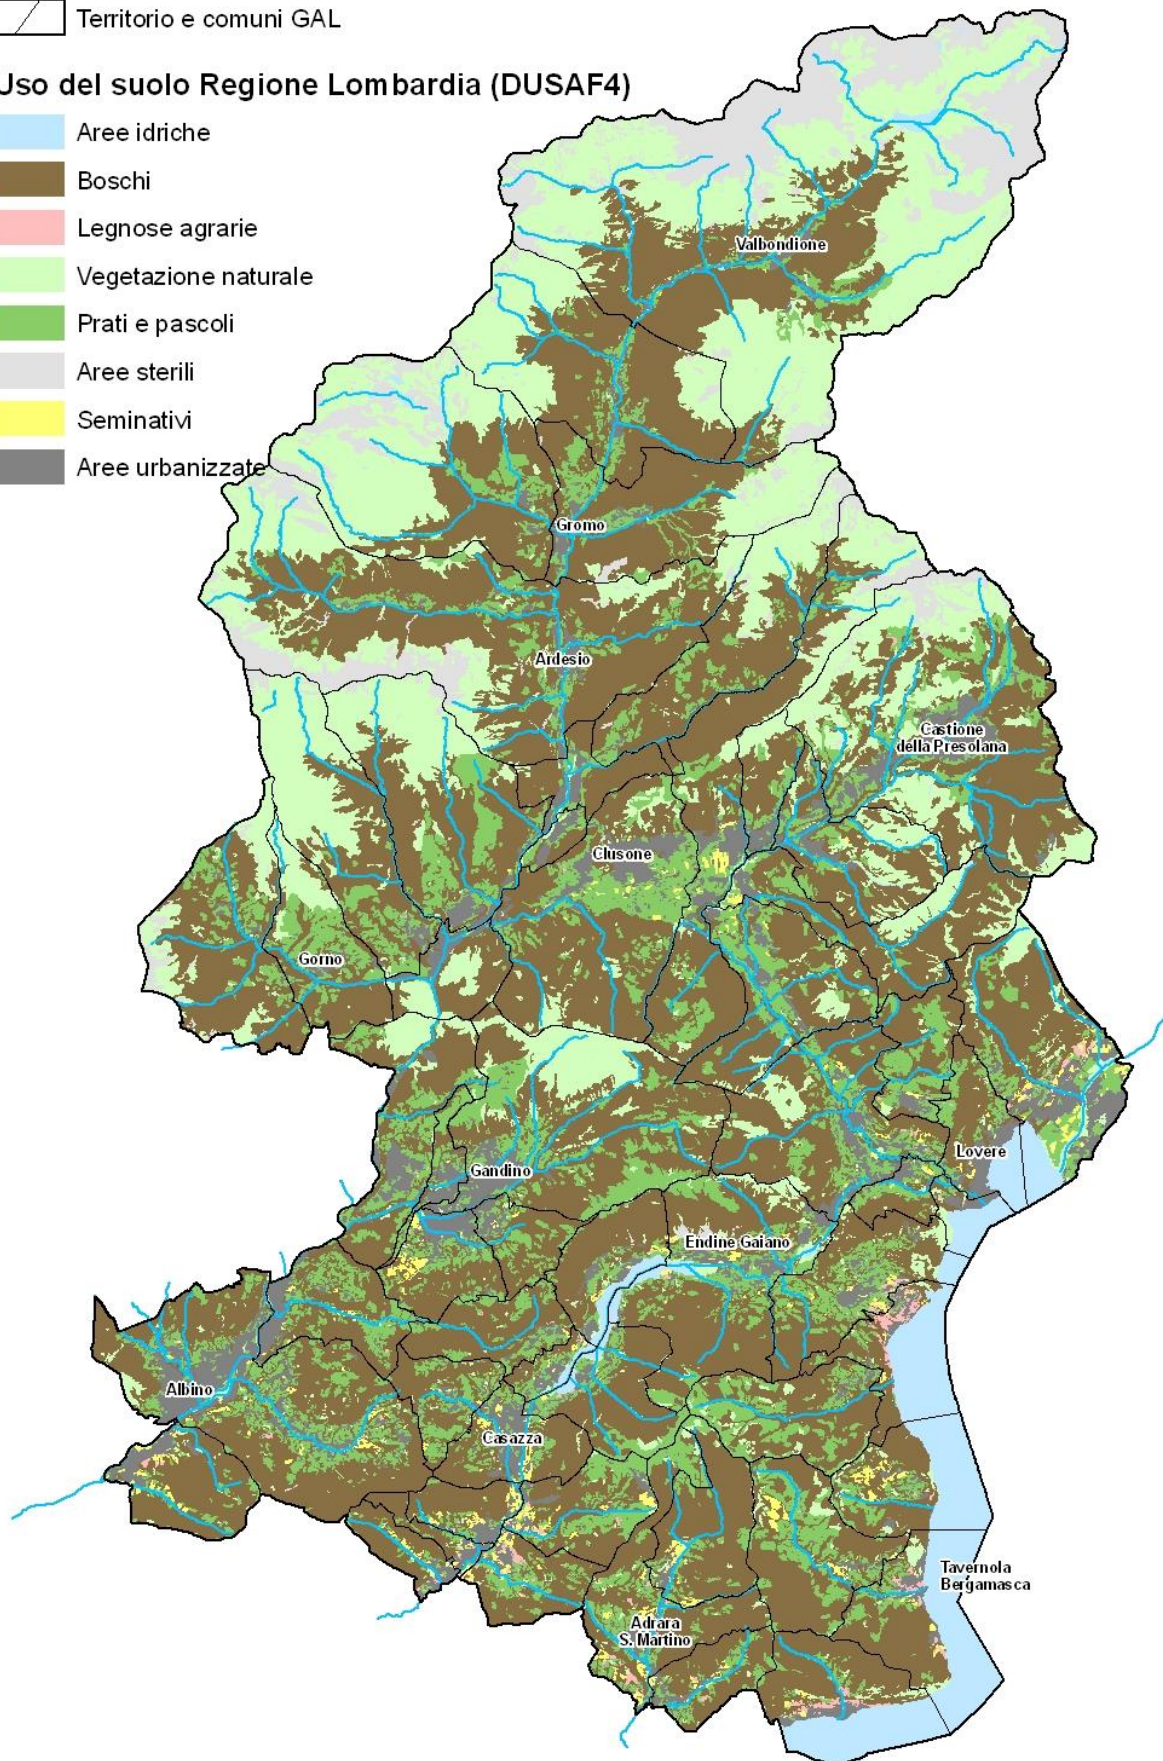 Territorio e comuni GAL
Uso del suolo Regione Lombardia (DUSAF4)
Aree idriche
Boschi
Legnose agrarie
Vegetazione naturale
Prati e pascoli
Aree sterili
Seminativi
Aree urbanizzate
Valbondione
Gromo
Ardesio
Castione
della Presolana
Clusone
Gorno
Lovere
Gandino
Endine Gaiano
Albino
Casazza
Tavernola
Bergamasca
Adrara
S. Martino